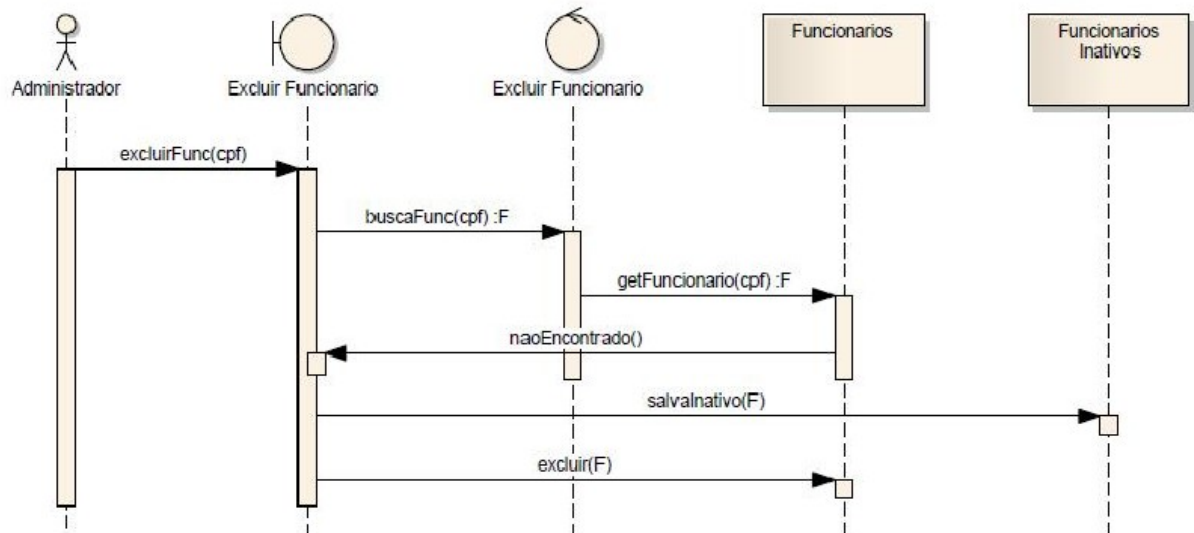 Administrador
Excluir Funcionario
Excluir Funcionario
Funcionarios
Funcionarios
Inativos
excluirFunc(cpf)
buscaFunc(cpf) :F
getFuncionario(cpf) :F
naoEncontrado()
salvaInativo(F)
excluir(F)